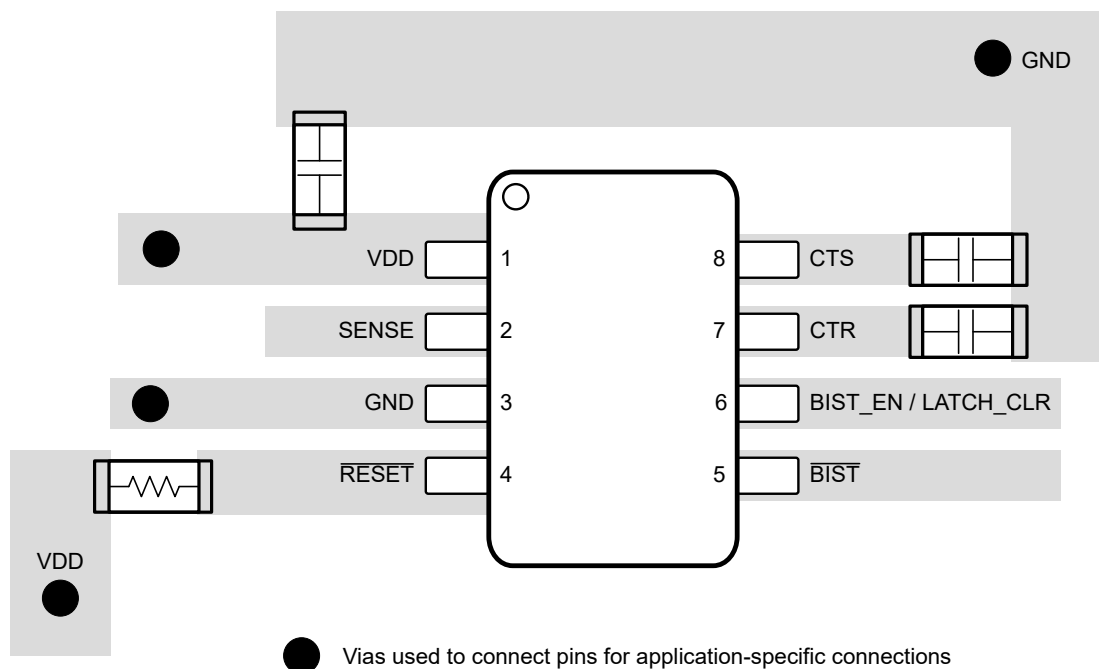 GND
VDD 1 8 CTS
SENSE 2 7 CTR
GND 3 6 BIST_EN / LATCH_CLR
RESET 4 5 BIST
VDD
Vias used to connect pins for application-specific connections